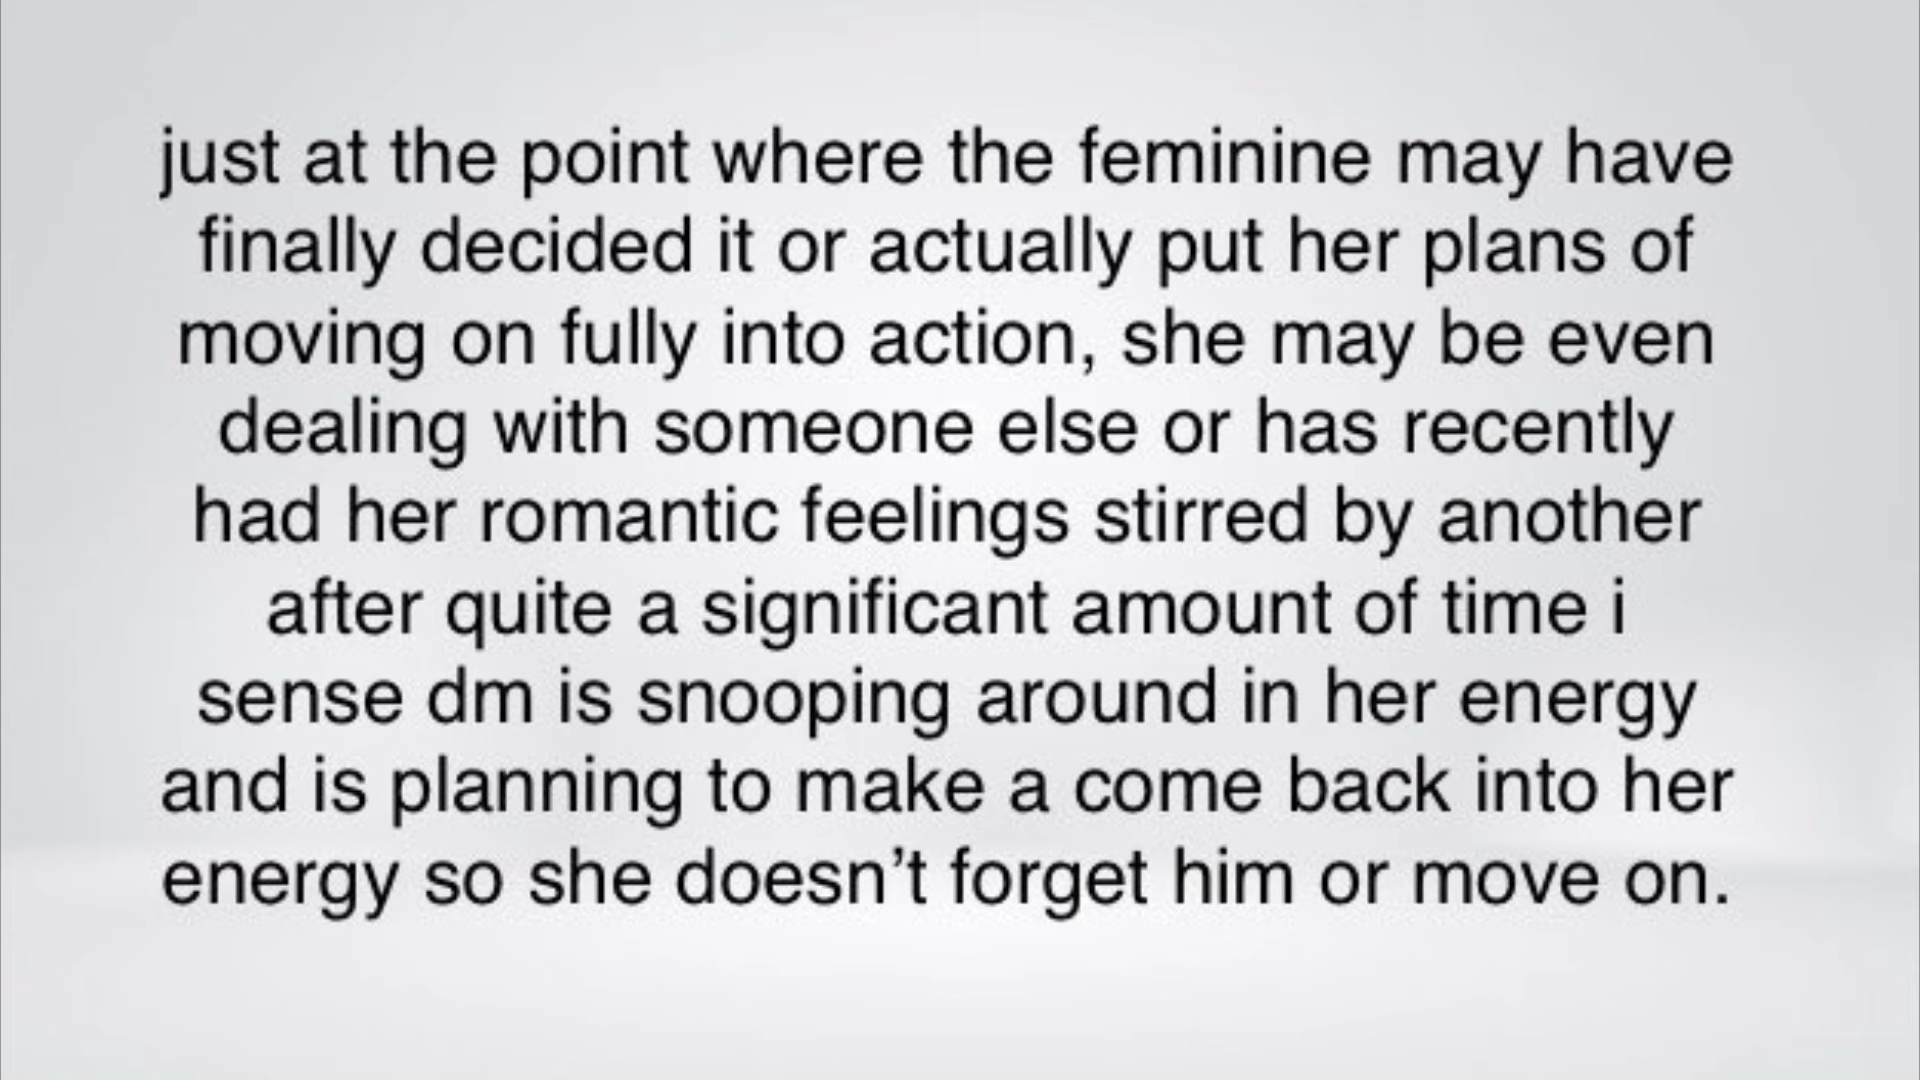 just at the point where the feminine may have
finally decided it or actually put her plans of
moving on fully into action, she may be even
dealing with someone else or has recently
had her romantic feelings stirred by another
after quite a significant amount of time i
sense dm is snooping around in her energy
and is planning to make a come back into her
energy so she doesn’t forget him or move on.